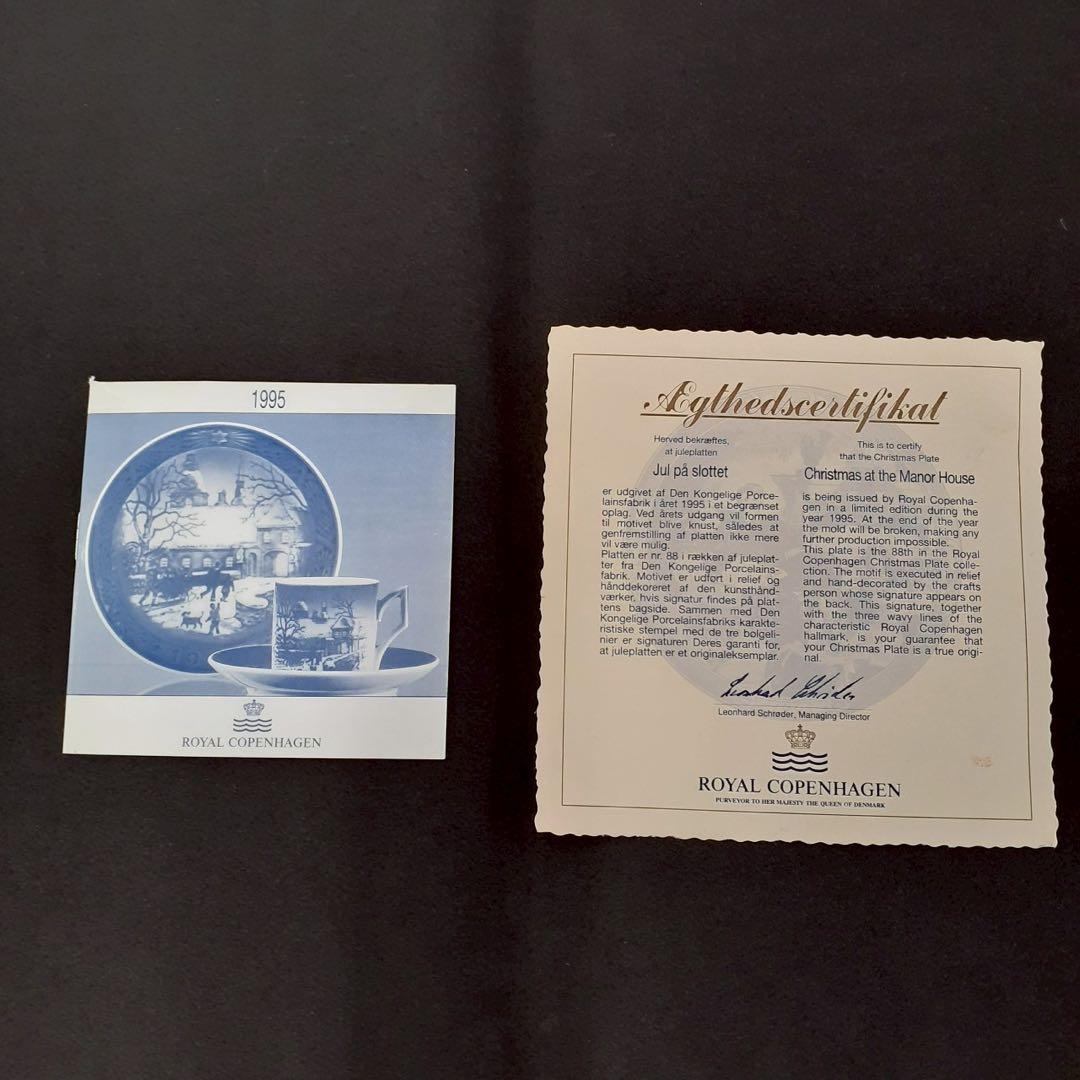 1995
ROYAL COPENHAGEN
Ægthedscertifikat
Herved bekræftes,
at juleplatten
Jul på slottet
er udgivet af Den Kongelige Porce-
lainsfabrik i året 1995 i et begrænset
oplag. Ved årets udgang vil formen
til motivet blive knust, således at
genfremstilling af platten ikke mere
vil være mulig.
Platten er nr. 88 i rækken af juleplat-
ter fra Den Kongelige Porcelains-
fabrik. Motivet er udført i relief og
hånddekoreret af den kunsthånd-
værker, hvis signatur findes på plat-
tens bagside. Sammen med Den
Kongelige Porcelainsfabriks karakte-
ristiske stempel med de tre bølgeli-
nier er signaturen Deres garanti for,
at juleplatten er et originaleksemplar.
This is to certify
that the Christmas Plate
Christmas at the Manor House
is being issued by Royal Copenha-
gen in a limited edition during the
year 1995. At the end of the year
the mold will be broken, making any
further production impossible.
This plate is the 88th in the Royal
Copenhagen Christmas Plate colle-
ction. The motif is executed in relief
and hand-decorated by the crafts
person whose signature appears on
the back. This signature, together
with the three wavy lines of the
characteristic Royal Copenhagen
hallmark, is your guarantee that
your Christmas Plate is a true origi-
nal.
Leonhard Schrøder
Leonhard Schrøder, Managing Director
ROYAL COPENHAGEN
PURVEYOR TO HER MAJESTY THE QUEEN OF DENMARK